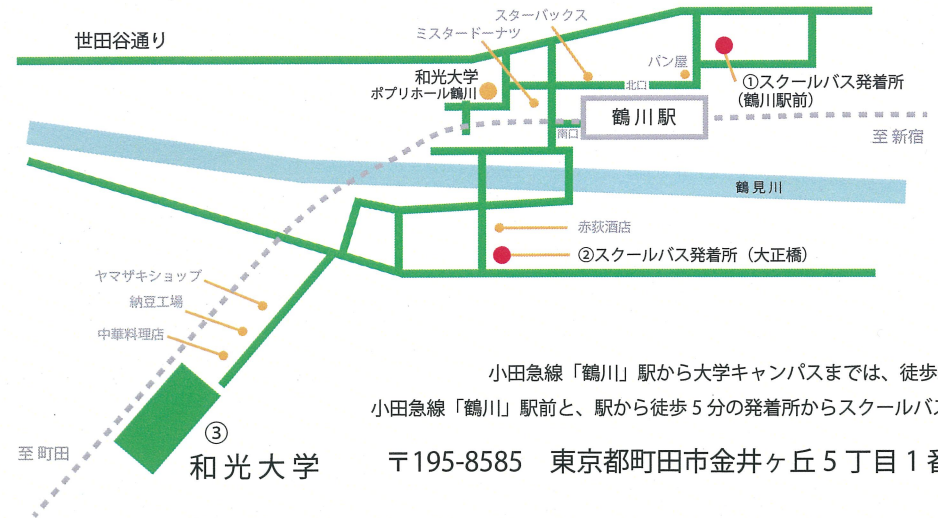 世田谷通り
スターバックス
ミスタードーナツ
パン屋
和光大学
ポプリホール鶴川
北口
①スクールバス発着所
（鶴川駅前）
鶴川駅
南口
至 新宿
鶴見川
赤荻酒店
②スクールバス発着所（大正橋）
ヤマザキショップ
納豆工場
中華料理店
小田急線「鶴川」駅から大学キャンパスまでは、徒歩
小田急線「鶴川」駅前と、駅から徒歩5分の発着所からスクールバス
③
至 町田
和光大学
〒195-8585　東京都町田市金井ヶ丘5丁目1番